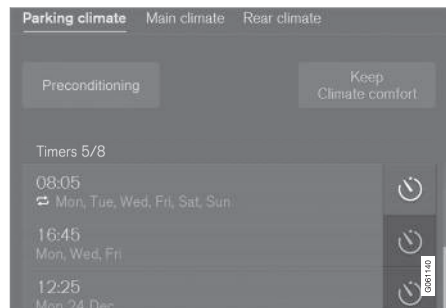 Parking climate Main climate Rear climate
Preconditioning
Keep
Climate comfort
Timers 5/8
08:05
Mon, Tue, Wed, Fri, Sat, Sun
16:45
Mon, Wed, Fri
12:25
Mon 24 Dec
G061140